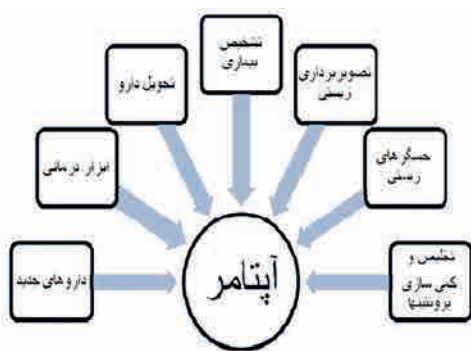 تشخیص
بیماری
تصویربرداری
زیستی
تحویل دارو
حسگرهای
زیستی
ابزار درمانی
آپتامر
تخلیص و
کمی سازی
پروتئینها
داروهای جدید